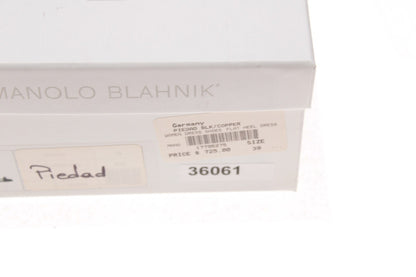 MANOLO BLAHNIK
Germany
PIEDAD BLK/COPPER
WOMEN DRESS SHOES FLAT HEEL DRESS
SIZE
PRICE $ 725.00 39
Piedad
36061